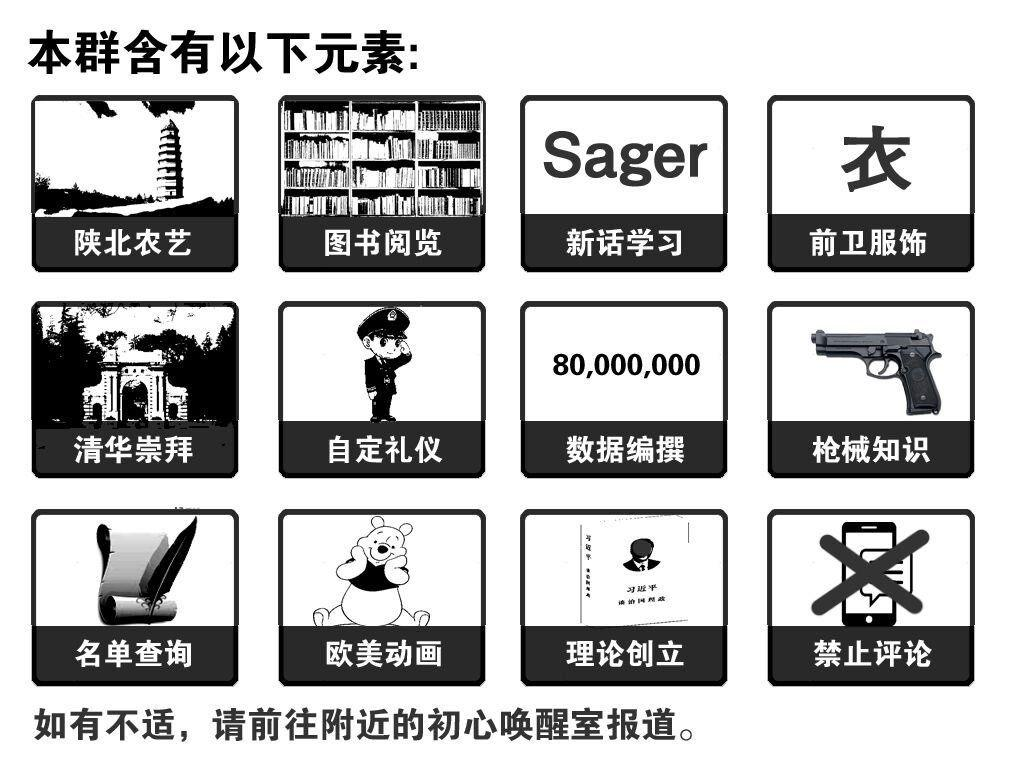 本群含有以下元素:
陕北农艺
图书阅览
Sager
新话学习
衣
前卫服饰
清华崇拜
自定礼仪
80,000,000
数据编撰
枪械知识
名单查询
欧美动画
习近平
谈治国理政
理论创立
禁止评论
如有不适，请前往附近的初心唤醒室报道。